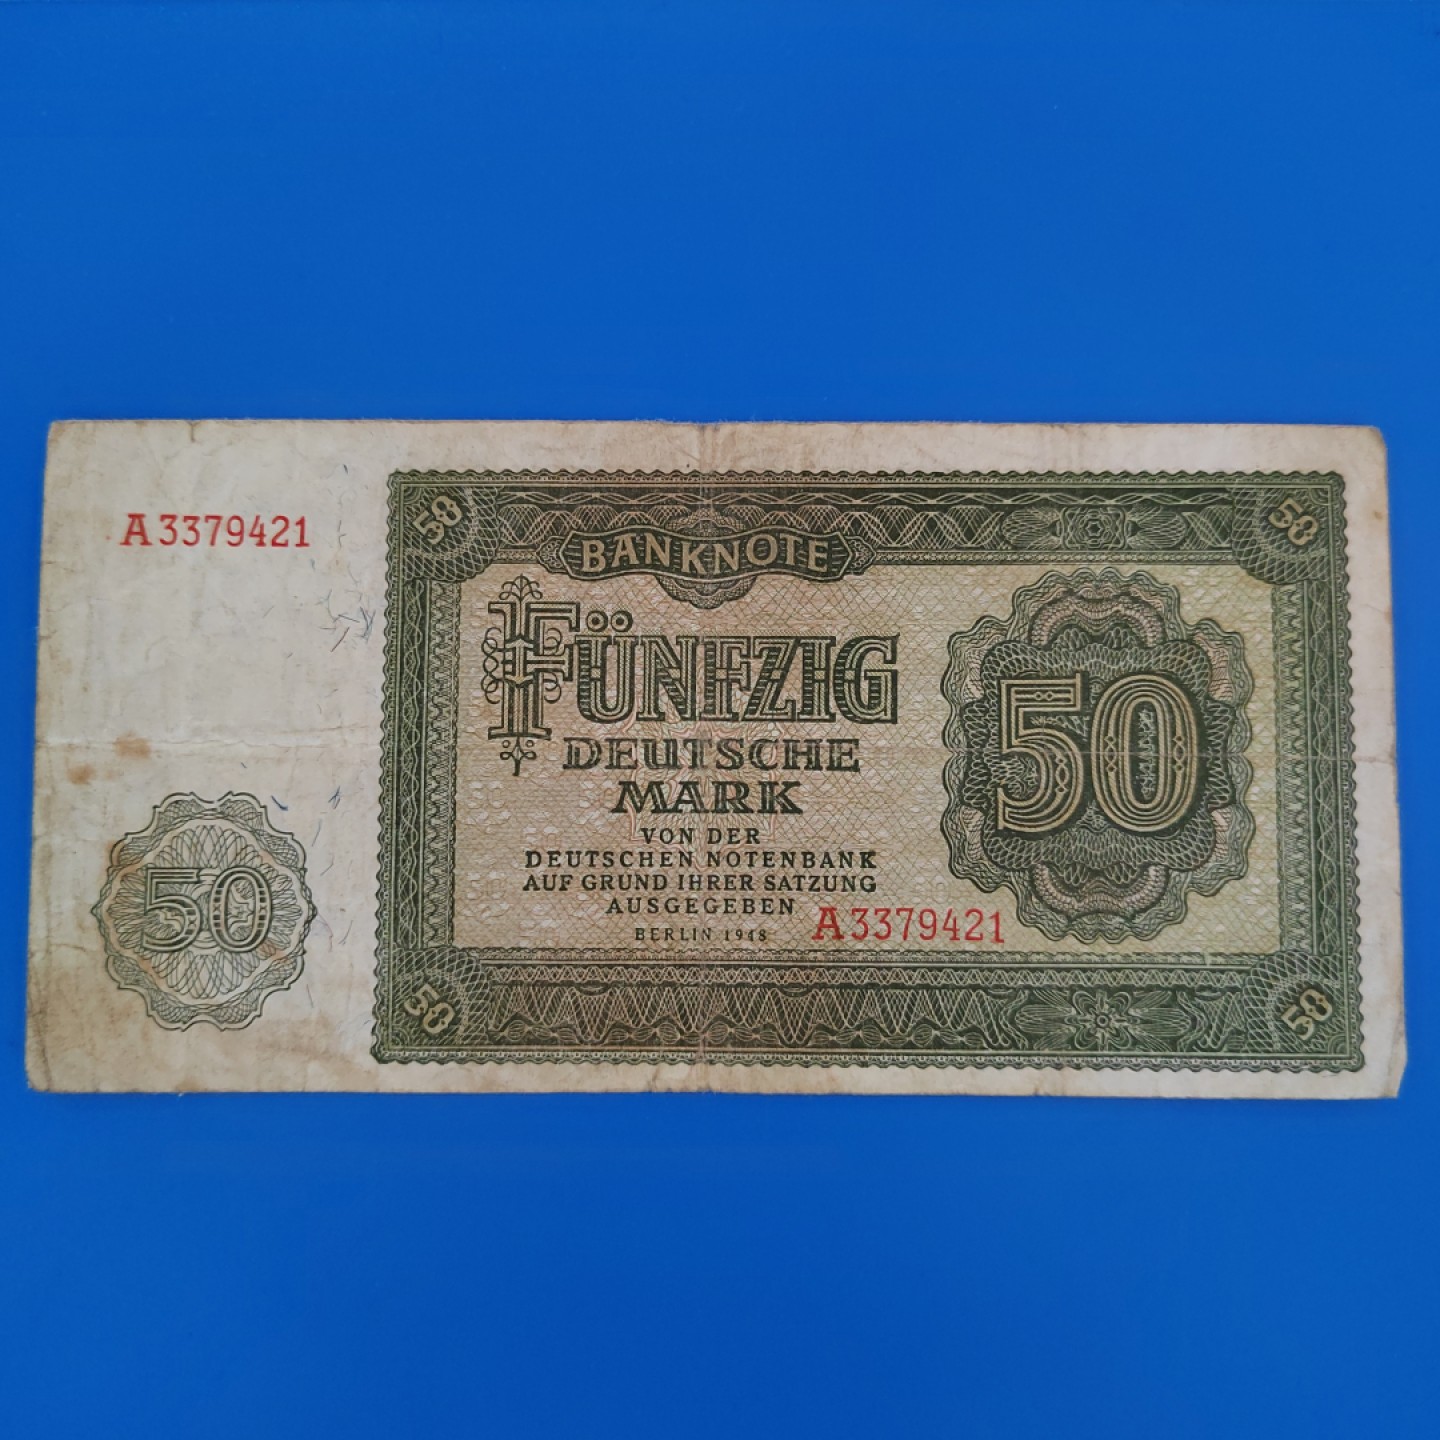 50
50
BANKNOTE
A3379421
FÜNFZIG
DEUTSCHE
MARK
50
VON DER
DEUTSCHEN NOTENBANK
AUF GRUND IHRER SATZUNG
AUSGEGEBEN
A3379421
BERLIN 1948
50
50
50